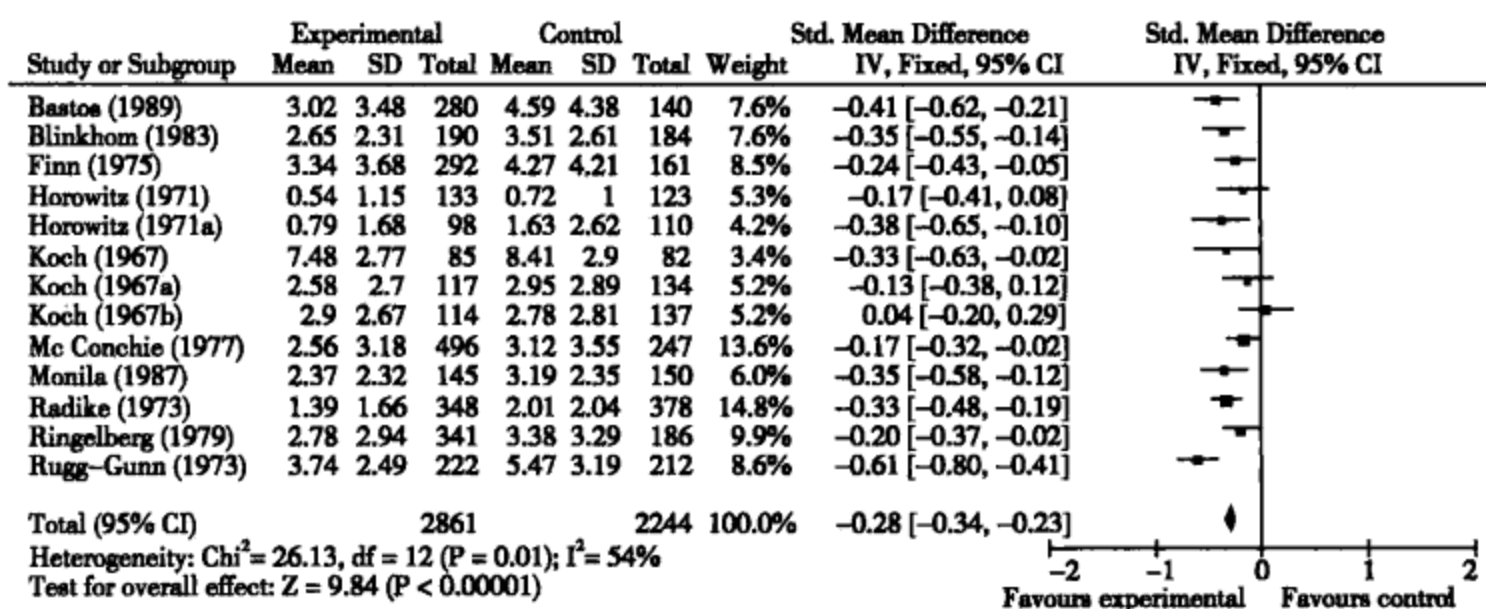 Experimental Control Std. Mean Difference Std. Mean Difference
Study or Subgroup Mean SD Total Mean SD Total Weight IV, Fixed, 95% CI IV, Fixed, 95% CI
Bastos (1989) 3.02 3.48 280 4.59 4.38 140 7.6% −0.41 [−0.62, −0.21]
Blinkhom (1983) 2.65 2.31 190 3.51 2.61 184 7.6% −0.35 [−0.55, −0.14]
Finn (1975) 3.34 3.68 292 4.27 4.21 161 8.5% −0.24 [−0.43, −0.05]
Horowitz (1971) 0.54 1.15 133 0.72 1 123 5.3% −0.17 [−0.41, 0.08]
Horowitz (1971a) 0.79 1.68 98 1.63 2.62 110 4.2% −0.38 [−0.65, −0.10]
Koch (1967) 7.48 2.77 85 8.41 2.9 82 3.4% −0.33 [−0.63, −0.02]
Koch (1967a) 2.58 2.7 117 2.95 2.89 134 5.2% −0.13 [−0.38, 0.12]
Koch (1967b) 2.9 2.67 114 2.78 2.81 137 5.2% 0.04 [−0.20, 0.29]
Mc Conchie (1977) 2.56 3.18 496 3.12 3.55 247 13.6% −0.17 [−0.32, −0.02]
Monila (1987) 2.37 2.32 145 3.19 2.35 150 6.0% −0.35 [−0.58, −0.12]
Radike (1973) 1.39 1.66 348 2.01 2.04 378 14.8% −0.33 [−0.48, −0.19]
Ringelberg (1979) 2.78 2.94 341 3.38 3.29 186 9.9% −0.20 [−0.37, −0.02]
Rugg–Gunn (1973) 3.74 2.49 222 5.47 3.19 212 8.6% −0.61 [−0.80, −0.41]
Total (95% CI) 2861 2244 100.0% −0.28 [−0.34, −0.23]
Heterogeneity: Chi²= 26.13, df = 12 (P = 0.01); I²= 54%
Test for overall effect: Z = 9.84 (P < 0.00001)
−2 −1 0 1 2
Favours experimental Favours control